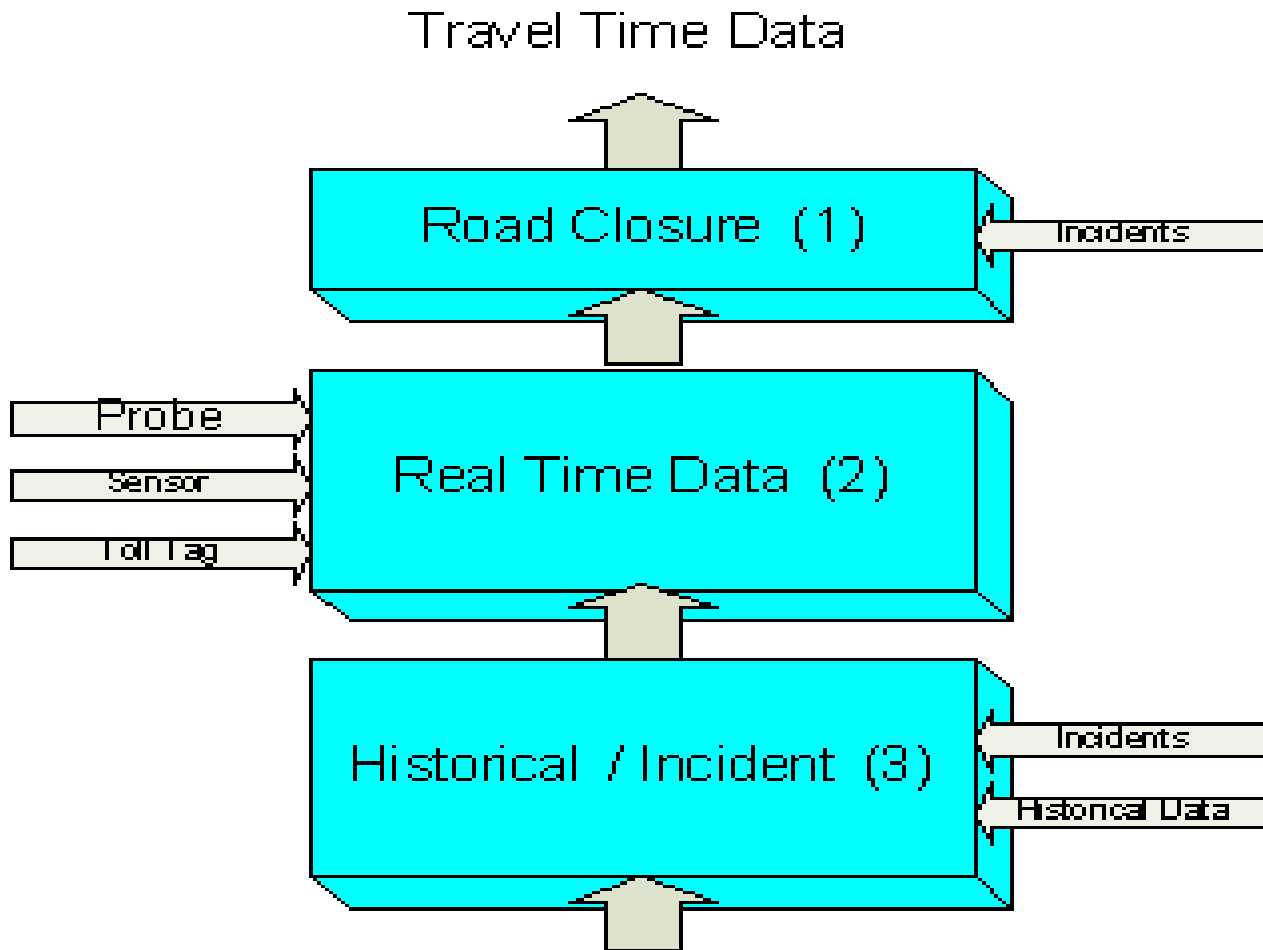 Travel Time Data
Road Closure (1)
Incidents
Probe
Sensor
Toll Tag
Real Time Data (2)
Historical / Incident (3)
Incidents
Historical Data